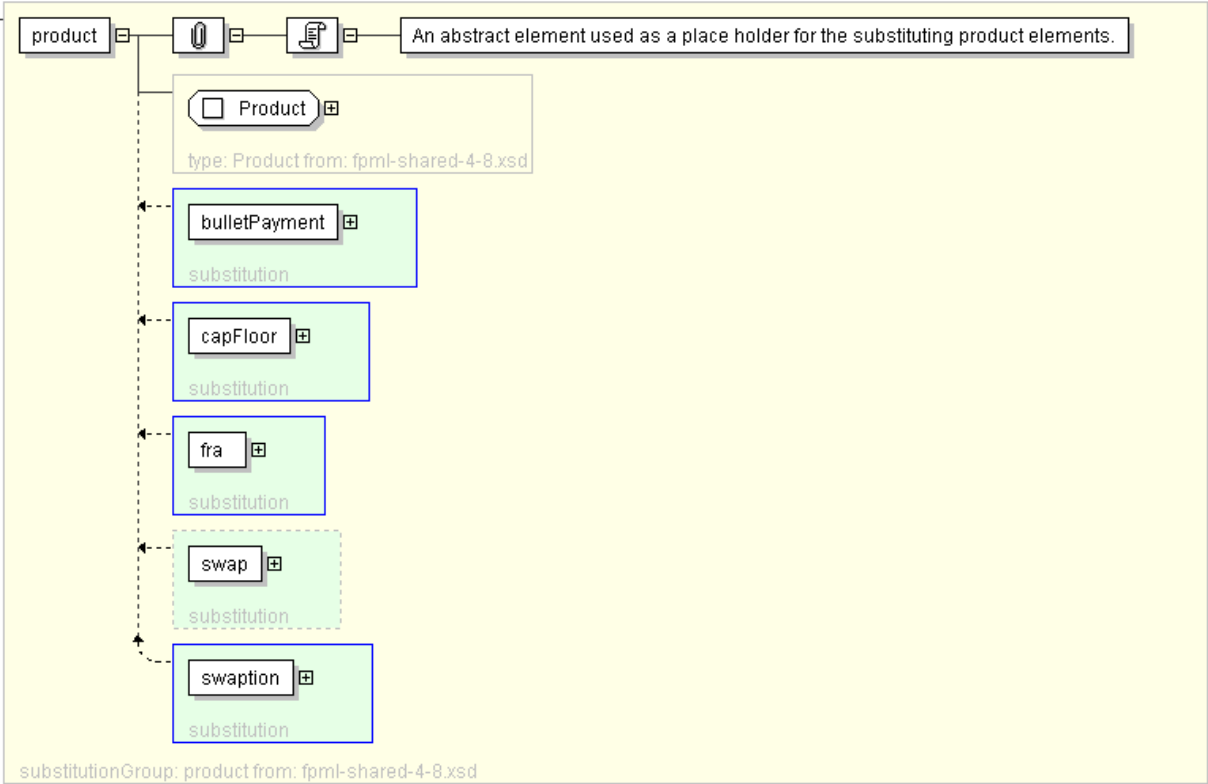 product
An abstract element used as a place holder for the substituting product elements.
Product
type: Product from: fpml-shared-4-8.xsd
bulletPayment
substitution
capFloor
substitution
fra
substitution
swap
substitution
swaption
substitution
substitutionGroup: product from: fpml-shared-4-8.xsd